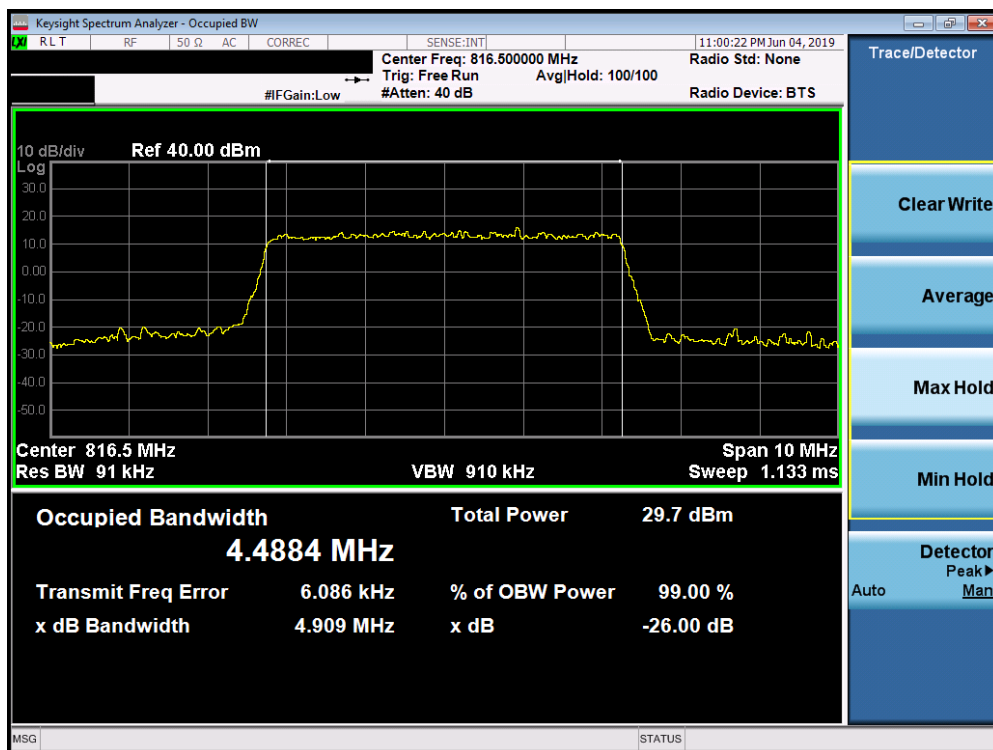 Keysight Spectrum Analyzer - Occupied BW
LXI RLT RF 50 Ω AC CORREC SENSE:INT 11:00:22 PM Jun 04, 2019
Center Freq: 816.500000 MHz Radio Std: None
Trig: Free Run Avg|Hold: 100/100
#IFGain:Low #Atten: 40 dB Radio Device: BTS
Trace/Detector
10 dB/div Ref 40.00 dBm
Log
30.0
20.0
10.0
0.00
-10.0
-20.0
-30.0
-40.0
-50.0
Center 816.5 MHz Span 10 MHz
Res BW 91 kHz VBW 910 kHz Sweep 1.133 ms
Occupied Bandwidth Total Power 29.7 dBm
4.4884 MHz
Transmit Freq Error 6.086 kHz % of OBW Power 99.00 %
x dB Bandwidth 4.909 MHz x dB -26.00 dB
Clear Write
Average
Max Hold
Min Hold
Detector
Peak▶
Auto Man
MSG STATUS